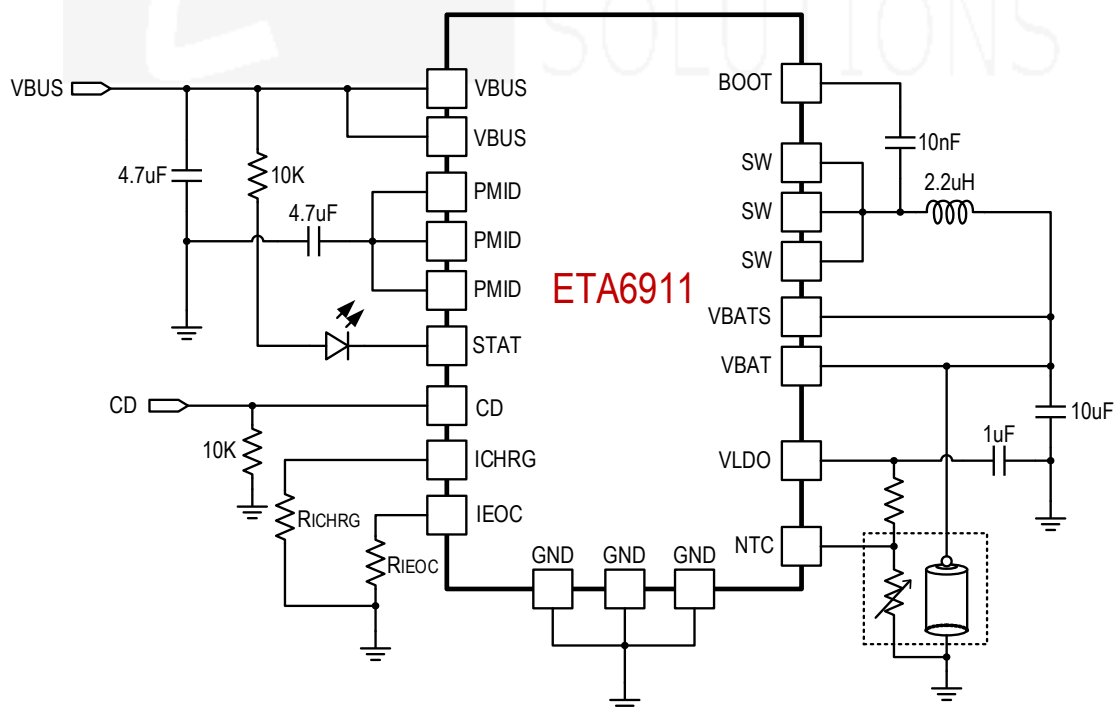 SOLUTIONS
VBUS
VBUS
VBUS
4.7uF
10K
PMID
4.7uF
PMID
PMID
STAT
CD
CD
10K
ICHRG
RICHRG
IEOC
RIEOC
ETA6911
GND
GND
GND
BOOT
10nF
SW
2.2uH
SW
SW
VBATS
VBAT
10uF
1uF
VLDO
NTC